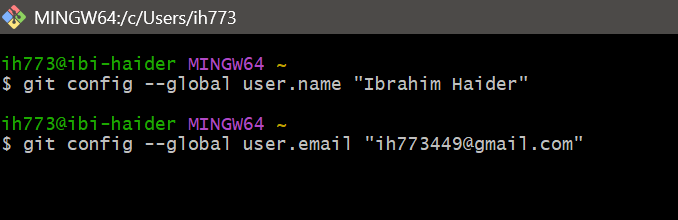 MINGW64:/c/Users/ih773
ih773@ibi-haider MINGW64 ~
$ git config --global user.name "Ibrahim Haider"
ih773@ibi-haider MINGW64 ~
$ git config --global user.email "ih773449@gmail.com"